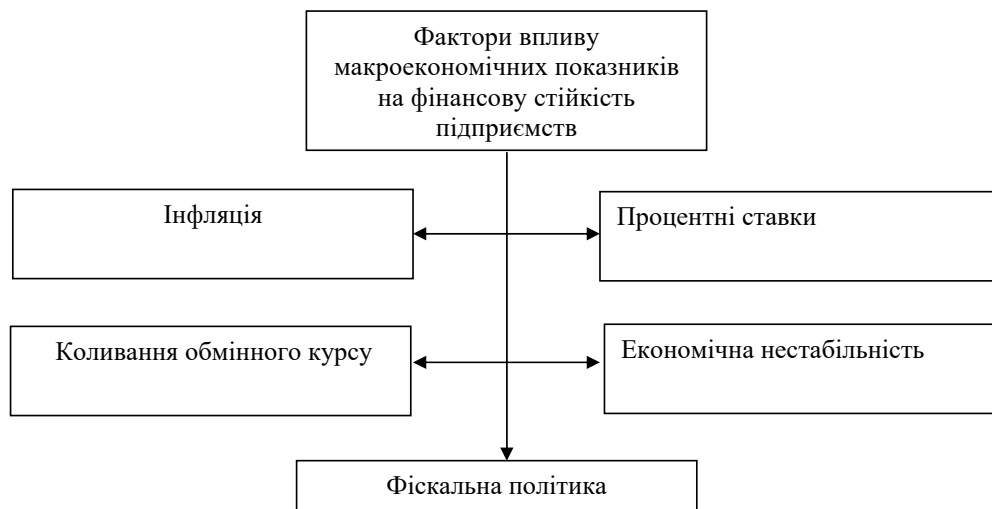 Фактори впливу
макроекономічних показників
на фінансову стійкість
підприємств
Інфляція
Процентні ставки
Коливання обмінного курсу
Економічна нестабільність
Фіскальна політика